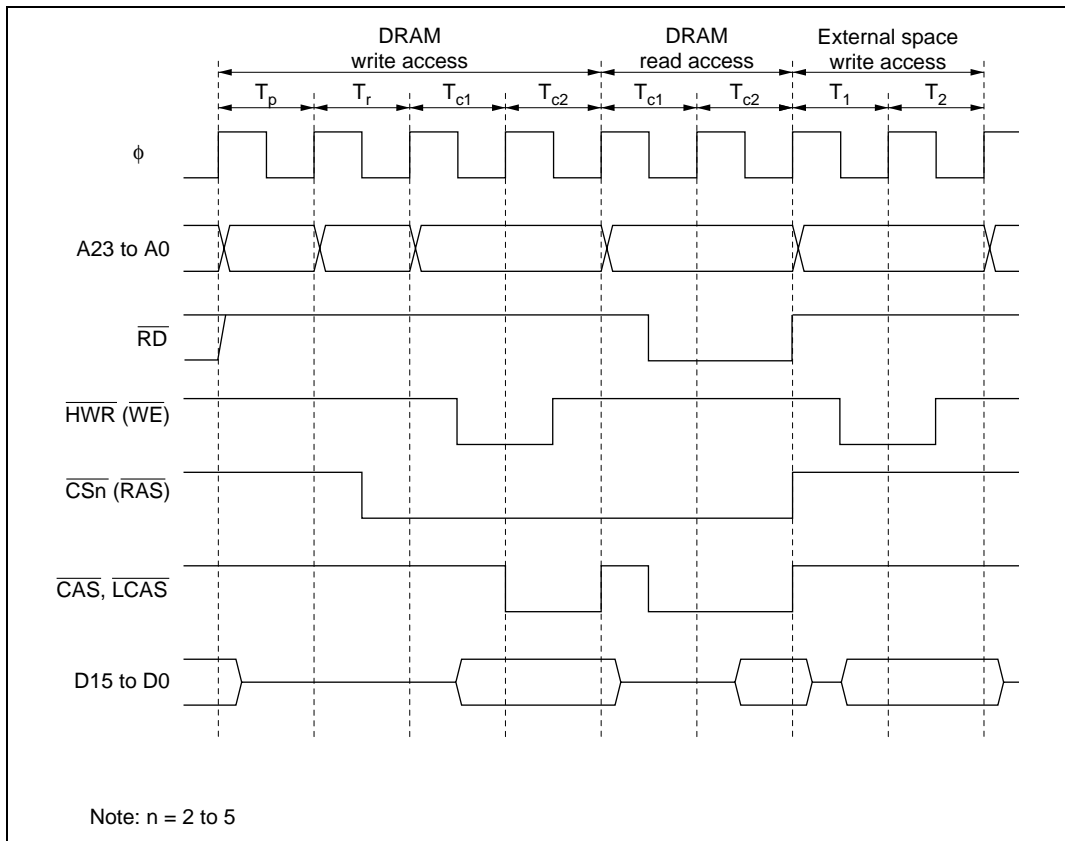 DRAM
write access
DRAM
read access
External space
write access
Tp Tr Tc1 Tc2 Tc1 Tc2 T1 T2
ϕ
A23 to A0
RD
HWR (WE)
CSn (RAS)
CAS, LCAS
D15 to D0
Note: n = 2 to 5